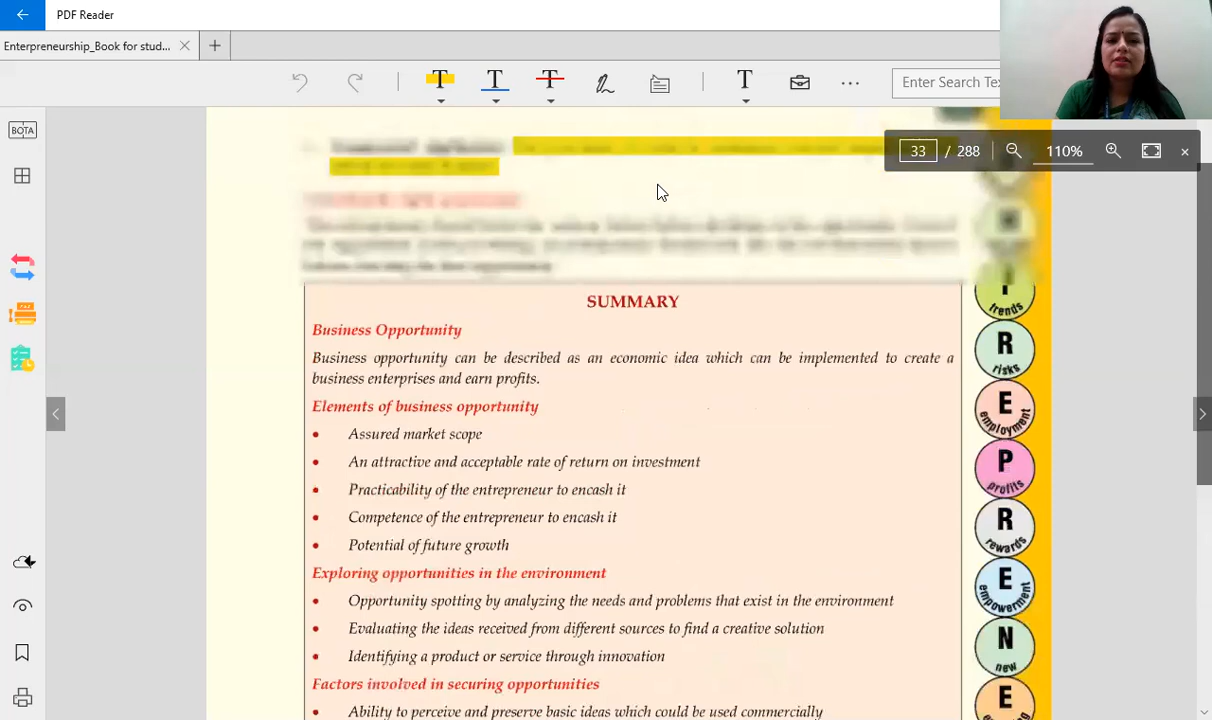 PDF Reader
Enterpreneurship_Book for stud...
T T T T
Enter Search Tex
BOTA
33 / 288 110%
SUMMARY
Business Opportunity
Business opportunity can be described as an economic idea which can be implemented to create a
business enterprises and earn profits.
Elements of business opportunity
• Assured market scope
• An attractive and acceptable rate of return on investment
• Practicability of the entrepreneur to encash it
• Competence of the entrepreneur to encash it
• Potential of future growth
Exploring opportunities in the environment
• Opportunity spotting by analyzing the needs and problems that exist in the environment
• Evaluating the ideas received from different sources to find a creative solution
• Identifying a product or service through innovation
Factors involved in securing opportunities
• Ability to perceive and preserve basic ideas which could be used commercially
trends
R
risks
E
employment
P
profits
R
rewards
E
empowerment
N
new
E